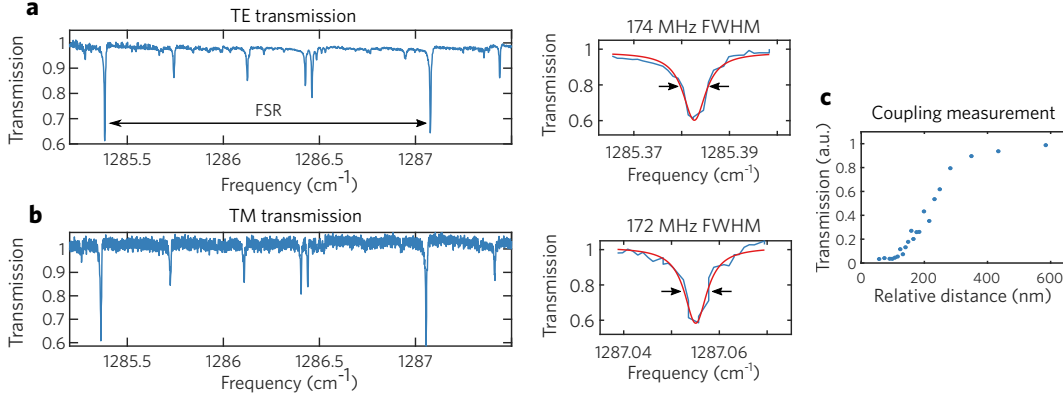 a
TE transmission
Transmission
1
0.9
0.8
0.7
0.6
FSR
1285.5
1286
1286.5
1287
Frequency (cm⁻¹)
174 MHz FWHM
Transmission
1
0.8
0.6
1285.37
1285.39
Frequency (cm⁻¹)
b
TM transmission
Transmission
1
0.9
0.8
0.7
0.6
1285.5
1286
1286.5
1287
Frequency (cm⁻¹)
172 MHz FWHM
Transmission
1
0.8
0.6
1287.04
1287.06
Frequency (cm⁻¹)
c
Coupling measurement
Transmission (a.u.)
1
0.8
0.6
0.4
0.2
0
0
200
400
600
Relative distance (nm)